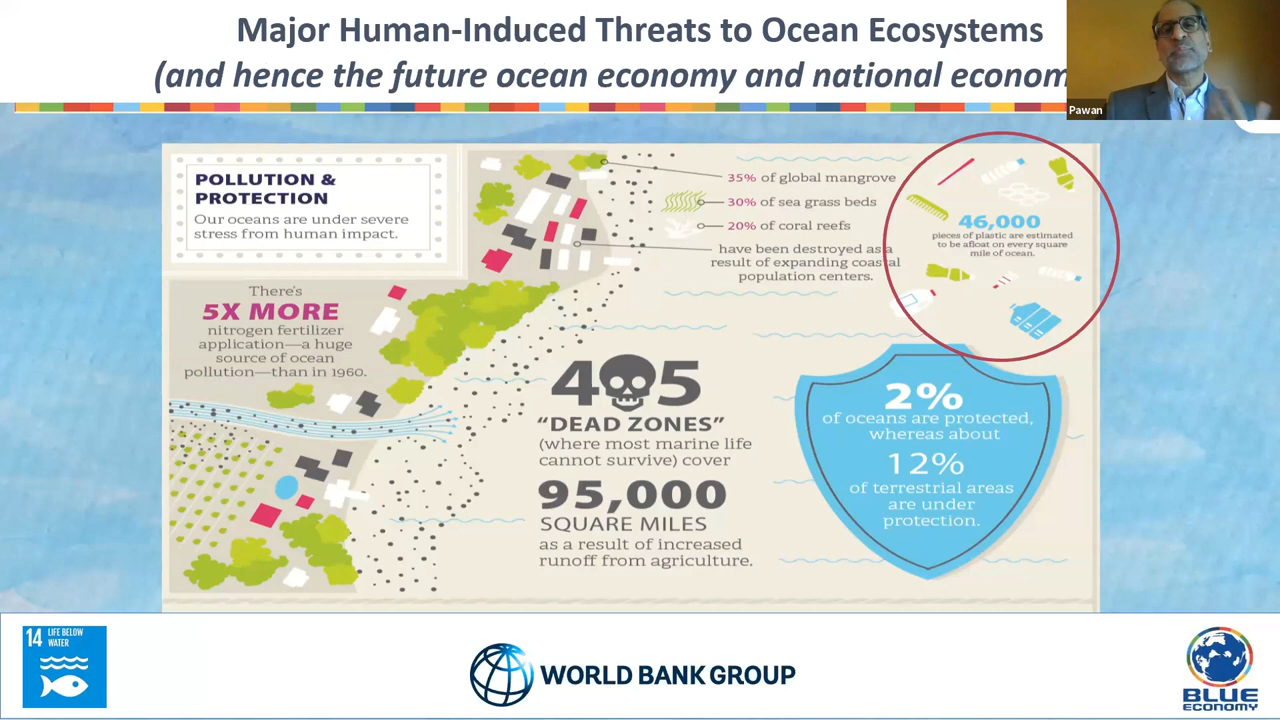 Major Human-Induced Threats to Ocean Ecosystems
(and hence the future ocean economy and national econom
Pawan
POLLUTION &
PROTECTION
Our oceans are under severe
stress from human impact.
35% of global mangrove
30% of sea grass beds
20% of coral reefs
have been destroyed as a
result of expanding coastal
population centers.
46,000
pieces of plastic are estimated
to be afloat on every square
mile of ocean.
There's
5X MORE
nitrogen fertilizer
application—a huge
source of ocean
pollution—than in 1960.
405
"DEAD ZONES"
(where most marine life
cannot survive) cover
95,000
SQUARE MILES
as a result of increased
runoff from agriculture.
2%
of oceans are protected,
whereas about
12%
of terrestrial areas
are under
protection.
14 LIFE BELOW
WATER
WORLD BANK GROUP
BLUE
ECONOMY